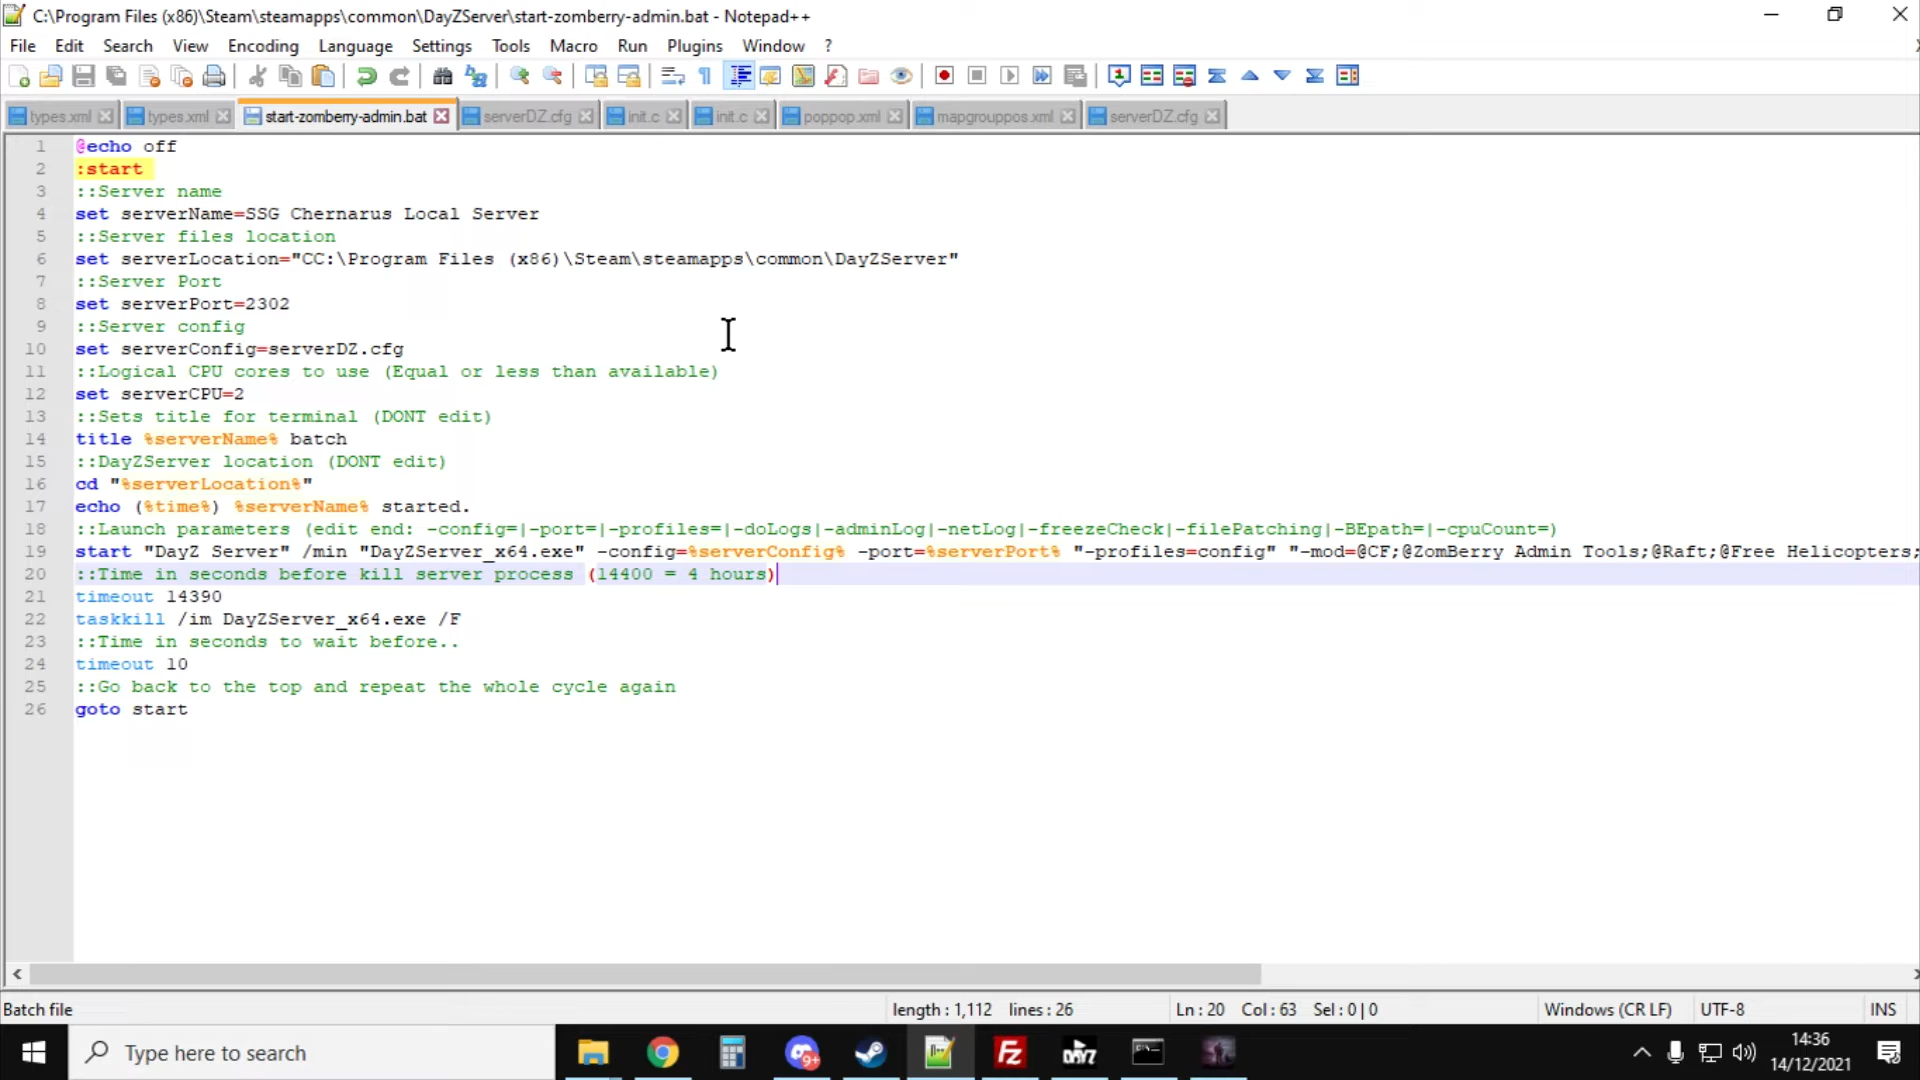 C:\Program Files (x86)\Steam\steamapps\common\DayZServer\start-zomberry-admin.bat - Notepad++
File Edit Search View Encoding Language Settings Tools Macro Run Plugins Window ?
types.xml types.xml start-zomberry-admin.bat serverDZ.cfg init.c init.c poppop.xml mapgrouppos.xml serverDZ.cfg
1 @echo off
2 :start
3 ::Server name
4 set serverName=SSG Chernarus Local Server
5 ::Server files location
6 set serverLocation="CC:\Program Files (x86)\Steam\steamapps\common\DayZServer"
7 ::Server Port
8 set serverPort=2302
9 ::Server config
10 set serverConfig=serverDZ.cfg
11 ::Logical CPU cores to use (Equal or less than available)
12 set serverCPU=2
13 ::Sets title for terminal (DONT edit)
14 title %serverName% batch
15 ::DayZServer location (DONT edit)
16 cd "%serverLocation%"
17 echo (%time%) %serverName% started.
18 ::Launch parameters (edit end: -config=|-port=|-profiles=|-doLogs|-adminLog|-netLog|-freezeCheck|-filePatching|-BEpath=|-cpuCount=)
19 start "DayZ Server" /min "DayZServer_x64.exe" -config=%serverConfig% -port=%serverPort% "-profiles=config" "-mod=@CF;@ZomBerry Admin Tools;@Raft;@Free Helicopters;
20 ::Time in seconds before kill server process (14400 = 4 hours)
21 timeout 14390
22 taskkill /im DayZServer_x64.exe /F
23 ::Time in seconds to wait before..
24 timeout 10
25 ::Go back to the top and repeat the whole cycle again
26 goto start
Batch file length : 1,112 lines : 26 Ln : 20 Col : 63 Sel : 0 | 0 Windows (CR LF) UTF-8 INS
Type here to search
9+
DAYZ
14:36
14/12/2021